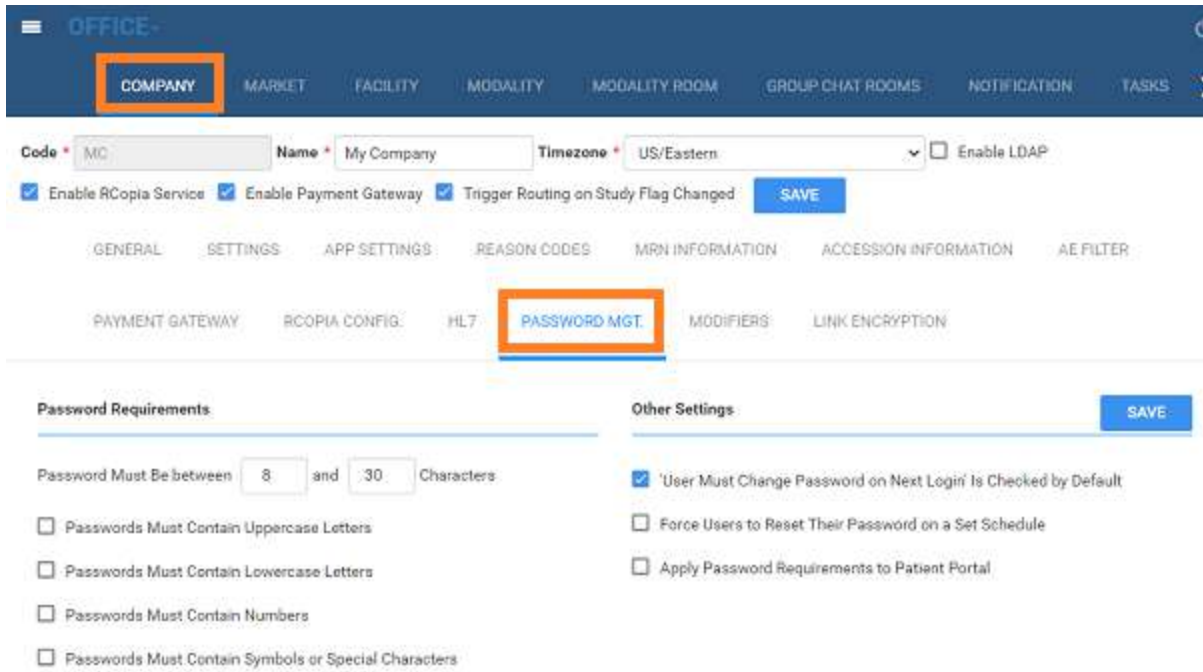 OFFICE-
COMPANY MARKET FACILITY MODALITY MODALITY ROOM GROUP CHAT ROOMS NOTIFICATION TASKS
Code * MC Name * My Company Timezone * US/Eastern Enable LDAP
Enable RCopia Service Enable Payment Gateway Trigger Routing on Study Flag Changed SAVE
GENERAL SETTINGS APP SETTINGS REASON CODES MRN INFORMATION ACCESSION INFORMATION AE FILTER
PAYMENT GATEWAY RCOPIA CONFIG. HL7 PASSWORD MGT. MODIFIERS LINK ENCRYPTION
Password Requirements Other Settings SAVE
Password Must Be between 8 and 30 Characters
'User Must Change Password on Next Login' Is Checked by Default
Passwords Must Contain Uppercase Letters
Force Users to Reset Their Password on a Set Schedule
Passwords Must Contain Lowercase Letters
Apply Password Requirements to Patient Portal
Passwords Must Contain Numbers
Passwords Must Contain Symbols or Special Characters